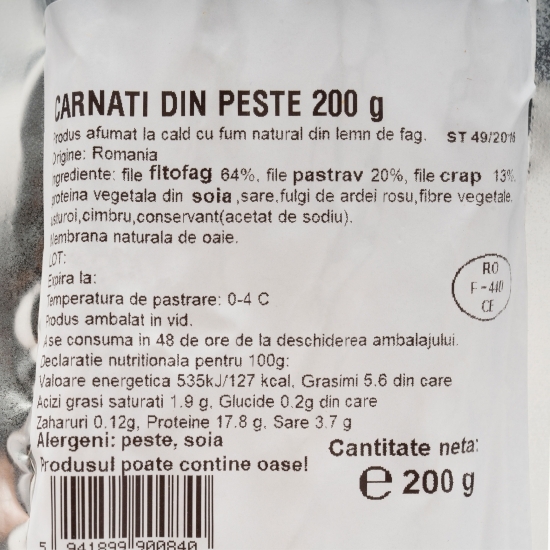 CARNATI DIN PESTE 200 g
Produs afumat la cald cu fum natural din lemn de fag. ST 49/2016
Origine: Romania
Ingrediente: file fitofag 64%, file pastrav 20%, file crap 13%,
proteina vegetala din soia,sare,fulgi de ardei rosu,fibre vegetale,
usturoi,cimbru,conservant(acetat de sodiu).
Membrana naturala de oaie.
LOT:
Expira la:
Temperatura de pastrare: 0-4 C
Produs ambalat in vid.
A se consuma in 48 de ore de la deschiderea ambalajului.
Declaratie nutritionala pentru 100g:
Valoare energetica 535kJ/127 kcal, Grasimi 5.6 din care
Acizi grasi saturati 1.9 g, Glucide 0.2g din care
Zaharuri 0.12g, Proteine 17.8 g, Sare 3.7 g
Alergeni: peste, soia
Produsul poate contine oase!
RO
F-440
CE
Cantitate neta:
e 200 g
5 941899 900840